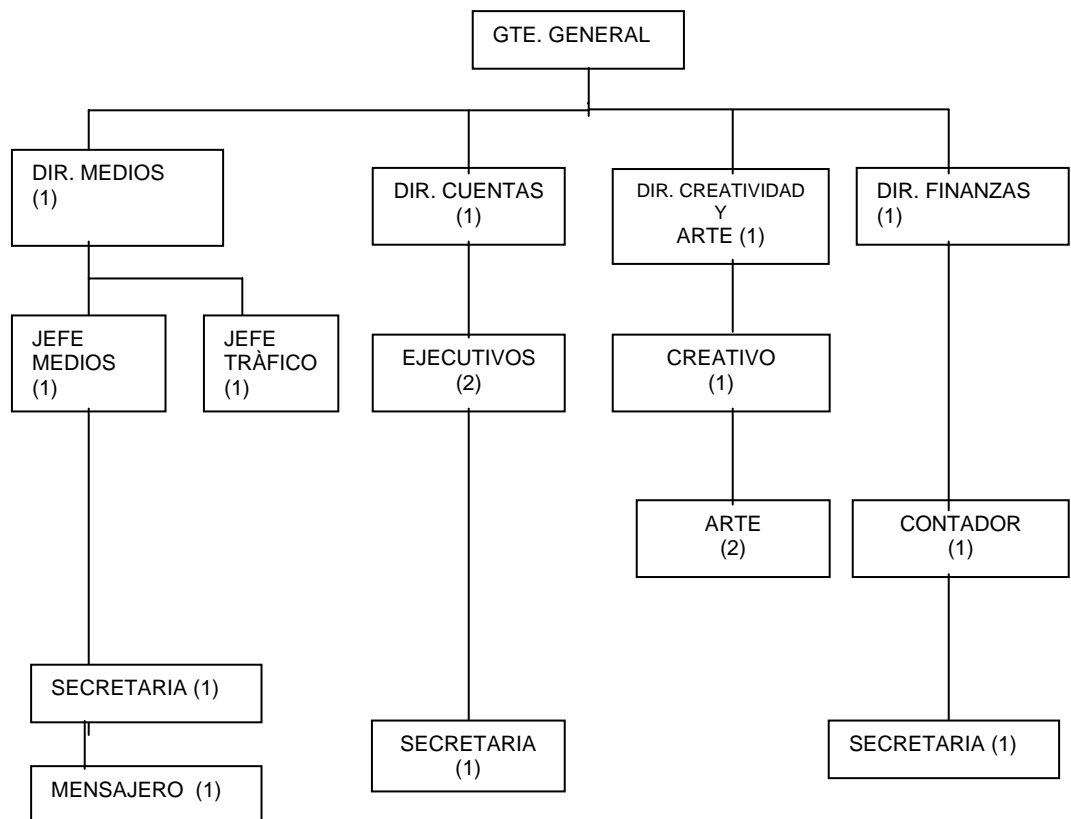 GTE. GENERAL
DIR. MEDIOS
(1)
DIR. CUENTAS
(1)
DIR. CREATIVIDAD
Y
ARTE (1)
DIR. FINANZAS
(1)
JEFE
MEDIOS
(1)
JEFE
TRÀFICO
(1)
EJECUTIVOS
(2)
CREATIVO
(1)
ARTE
(2)
CONTADOR
(1)
SECRETARIA (1)
MENSAJERO (1)
SECRETARIA
(1)
SECRETARIA (1)